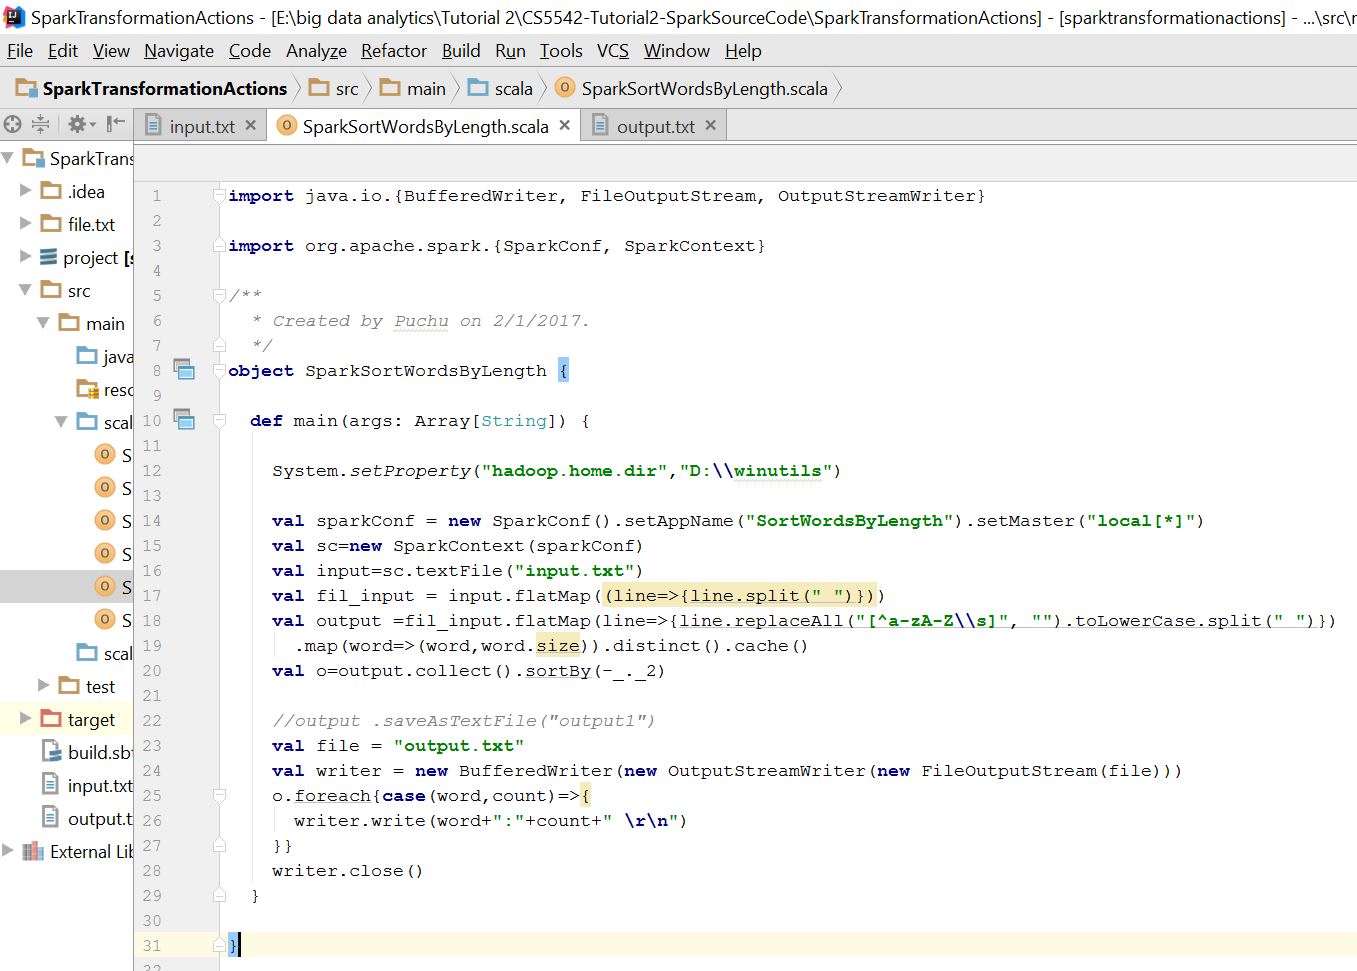 SparkTransformationActions - [E:\big data analytics\Tutorial 2\CS5542-Tutorial2-SparkSourceCode\SparkTransformationActions] - [sparktransformationactions] - ...\src\
File Edit View Navigate Code Analyze Refactor Build Run Tools VCS Window Help
SparkTransformationActions src main scala SparkSortWordsByLength.scala
input.txt SparkSortWordsByLength.scala output.txt
SparkTrans
.idea
file.txt
project [s
src
main
java
reso
scal
S
S
S
S
S
S
scal
test
target
build.sbt
input.txt
output.t
External Lib
1 import java.io.{BufferedWriter, FileOutputStream, OutputStreamWriter}
2
3 import org.apache.spark.{SparkConf, SparkContext}
4
5 /**
6 * Created by Puchu on 2/1/2017.
7 */
8 object SparkSortWordsByLength {
9
10 def main(args: Array[String]) {
11
12 System.setProperty("hadoop.home.dir","D:\\winutils")
13
14 val sparkConf = new SparkConf().setAppName("SortWordsByLength").setMaster("local[*]")
15 val sc=new SparkContext(sparkConf)
16 val input=sc.textFile("input.txt")
17 val fil_input = input.flatMap((line=>{line.split(" ")}))
18 val output =fil_input.flatMap(line=>{line.replaceAll("[^a-zA-Z\\s]", "").toLowerCase.split(" ")})
19 .map(word=>(word,word.size)).distinct().cache()
20 val o=output.collect().sortBy(-_._2)
21
22 //output .saveAsTextFile("output1")
23 val file = "output.txt"
24 val writer = new BufferedWriter(new OutputStreamWriter(new FileOutputStream(file)))
25 o.foreach{case(word,count)=>{
26 writer.write(word+":"+count+" \r\n")
27 }}
28 writer.close()
29 }
30
31 }
32